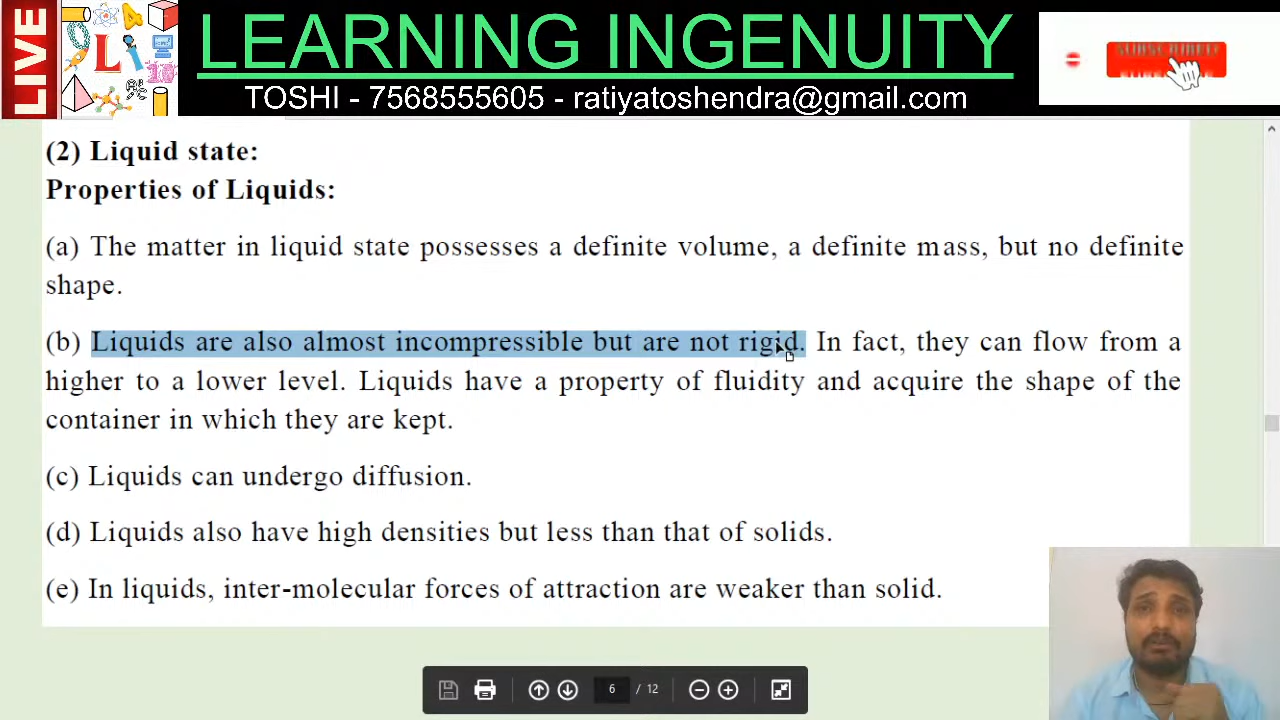 LIVE
LEARNING INGENUITY
TOSHI - 7568555605 - ratiyatoshendra@gmail.com
SUBSCRIBE
(2) Liquid state:
Properties of Liquids:
(a) The matter in liquid state possesses a definite volume, a definite mass, but no definite
shape.
(b) Liquids are also almost incompressible but are not rigid. In fact, they can flow from a
higher to a lower level. Liquids have a property of fluidity and acquire the shape of the
container in which they are kept.
(c) Liquids can undergo diffusion.
(d) Liquids also have high densities but less than that of solids.
(e) In liquids, inter-molecular forces of attraction are weaker than solid.
6 / 12